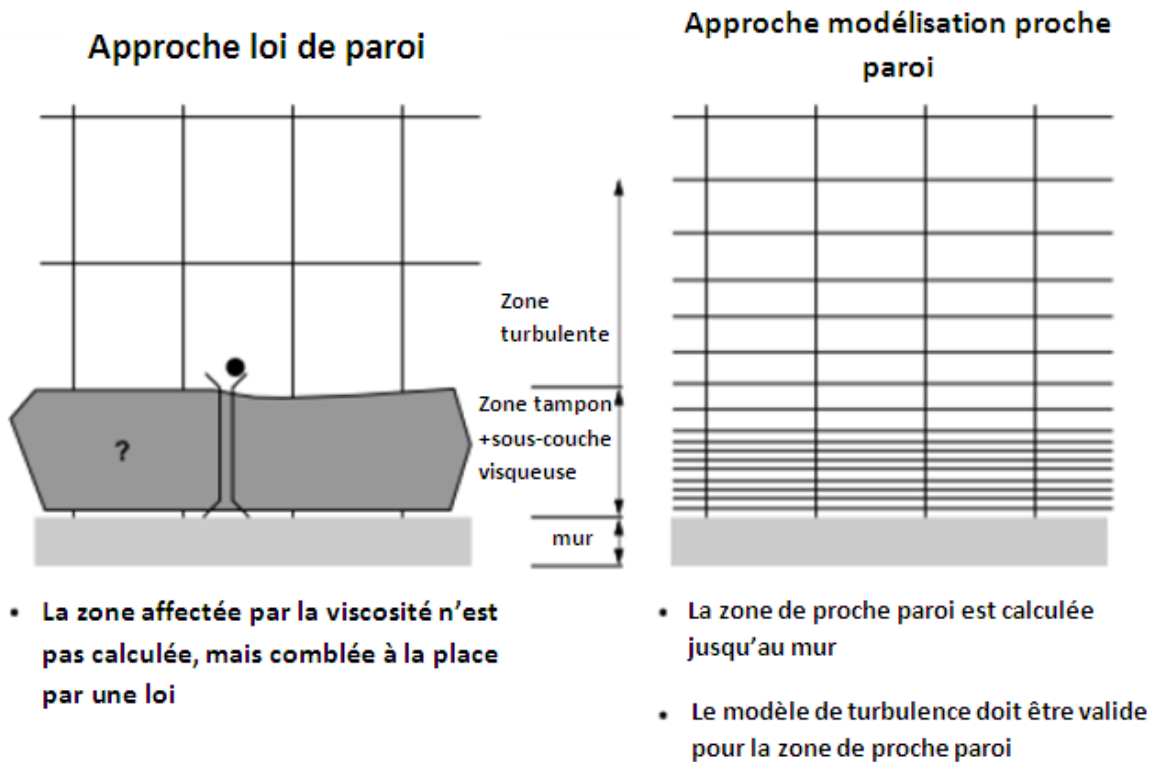 Approche loi de paroi
Approche modélisation proche
paroi
Zone
turbulente
Zone tampon
+sous-couche
visqueuse
?
mur
• La zone affectée par la viscosité n'est
pas calculée, mais comblée à la place
par une loi
• La zone de proche paroi est calculée
jusqu'au mur
• Le modèle de turbulence doit être valide
pour la zone de proche paroi